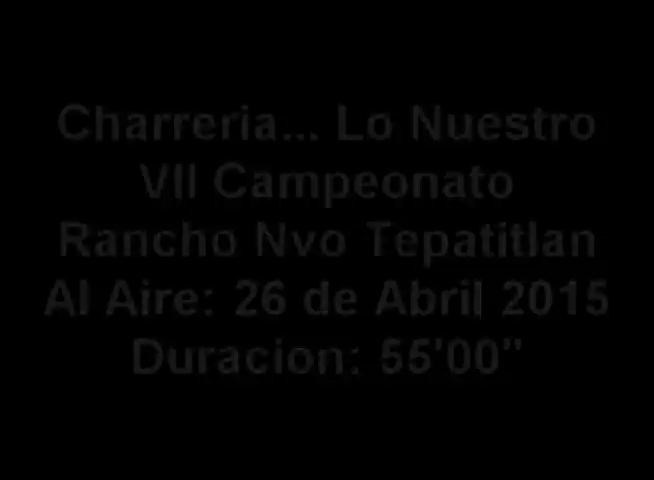 Charreria... Lo Nuestro
VII Campeonato
Rancho Nvo Tepatitlan
Al Aire: 26 de Abril 2015
Duracion: 55'00"